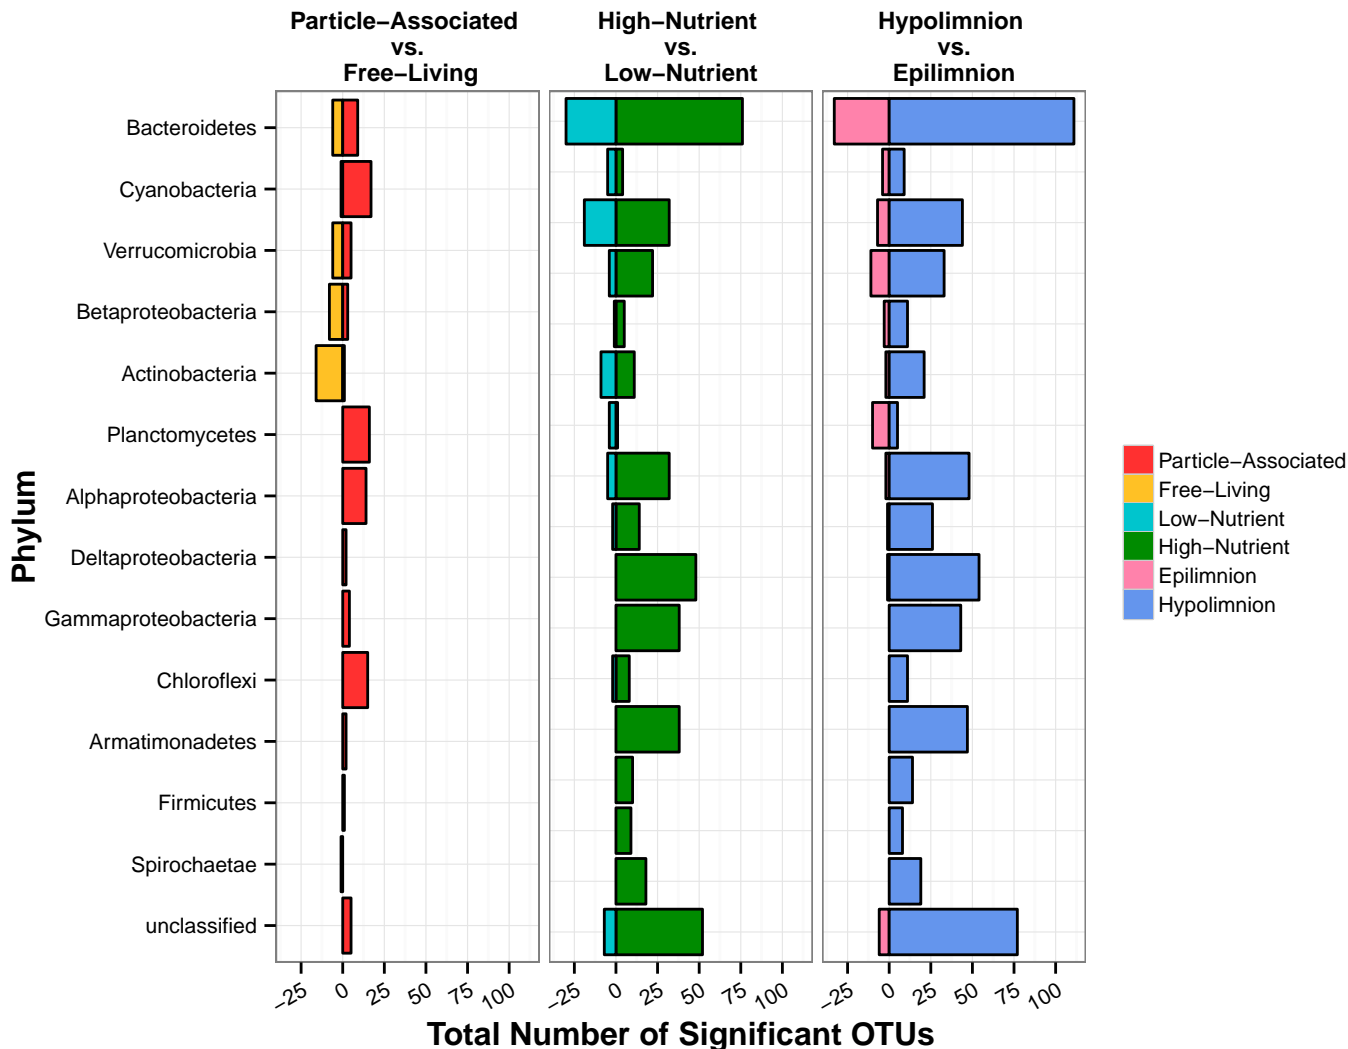 Particle−Associated
vs.
Free−Living
High−Nutrient
vs.
Low−Nutrient
Hypolimnion
vs.
Epilimnion
Phylum
Bacteroidetes
Cyanobacteria
Verrucomicrobia
Betaproteobacteria
Actinobacteria
Planctomycetes
Alphaproteobacteria
Deltaproteobacteria
Gammaproteobacteria
Chloroflexi
Armatimonadetes
Firmicutes
Spirochaetae
unclassified
−25 0 25 50 75 100
−25 0 25 50 75 100
−25 0 25 50 75 100
Total Number of Significant OTUs
Particle−Associated
Free−Living
Low−Nutrient
High−Nutrient
Epilimnion
Hypolimnion